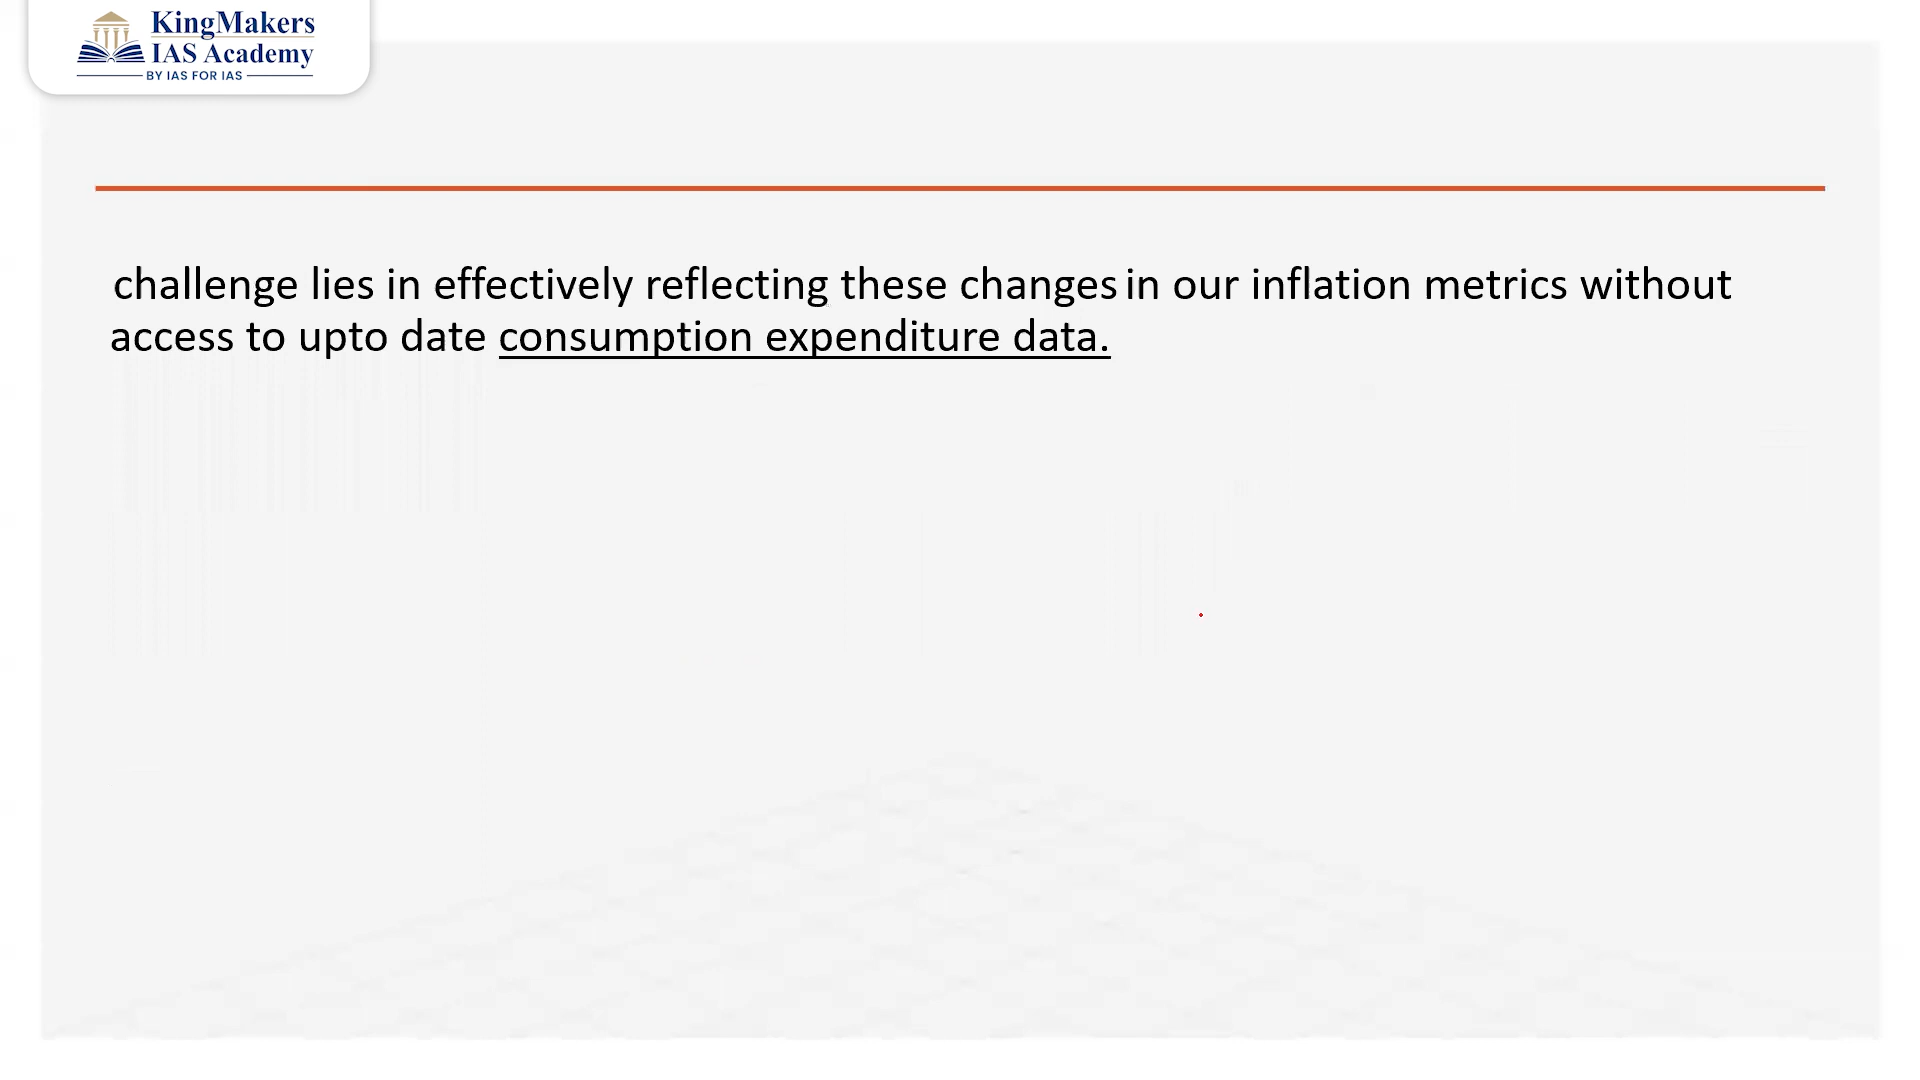 KingMakers
IAS Academy
BY IAS FOR IAS
challenge lies in effectively reflecting these changes in our inflation metrics without
access to upto date consumption expenditure data.